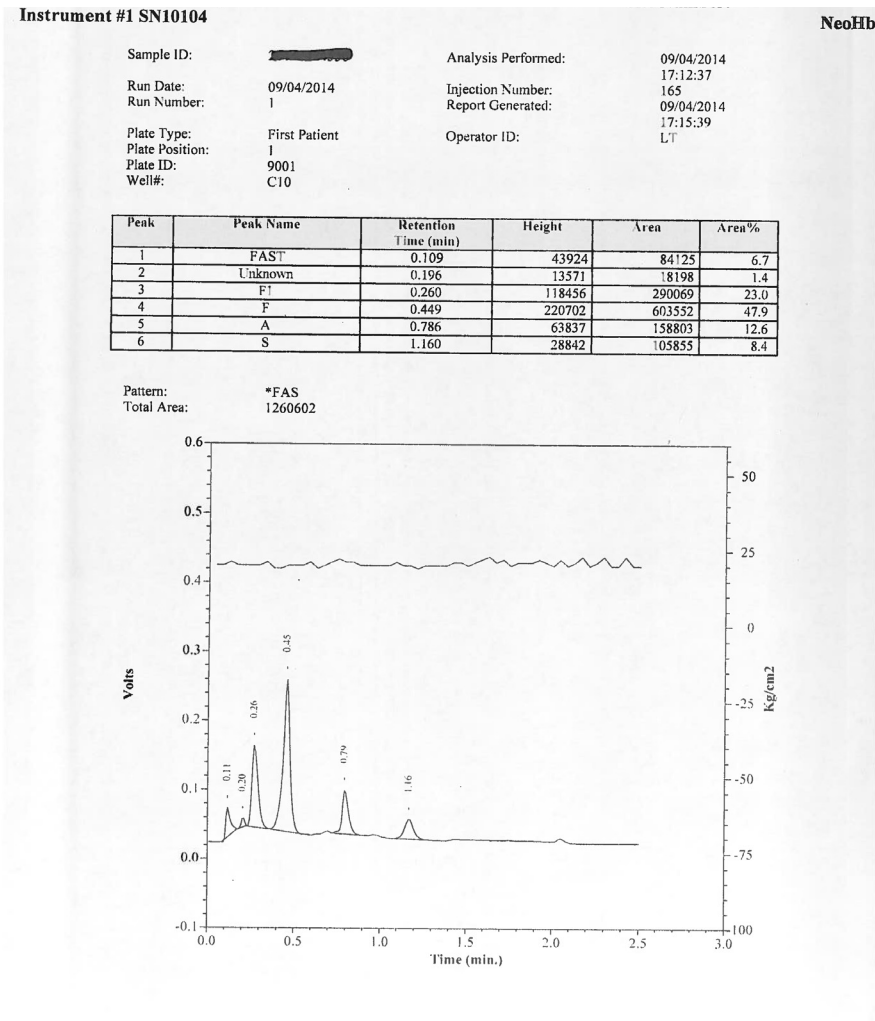 Instrument #1 SN10104
NeoHb
Sample ID:
Analysis Performed: 09/04/2014
17:12:37
Run Date: 09/04/2014
Injection Number: 165
Run Number: 1
Report Generated: 09/04/2014
17:15:39
Plate Type: First Patient
Operator ID: LT
Plate Position: 1
Plate ID: 9001
Well#: C10
Peak Peak Name Retention Time (min) Height Area Area%
1 FAST 0.109 43924 84125 6.7
2 Unknown 0.196 13571 18198 1.4
3 F1 0.260 118456 290069 23.0
4 F 0.449 220702 603552 47.9
5 A 0.786 63837 158803 12.6
6 S 1.160 28842 105855 8.4
Pattern: *FAS
Total Area: 1260602
0.6
0.5
0.4
0.3
0.2
0.1
0.0
-0.1
Volts
0.11
0.20
0.26
0.45
0.79
1.16
50
25
0
-25
-50
-75
-100
Kg/cm2
0.0 0.5 1.0 1.5 2.0 2.5 3.0
Time (min.)